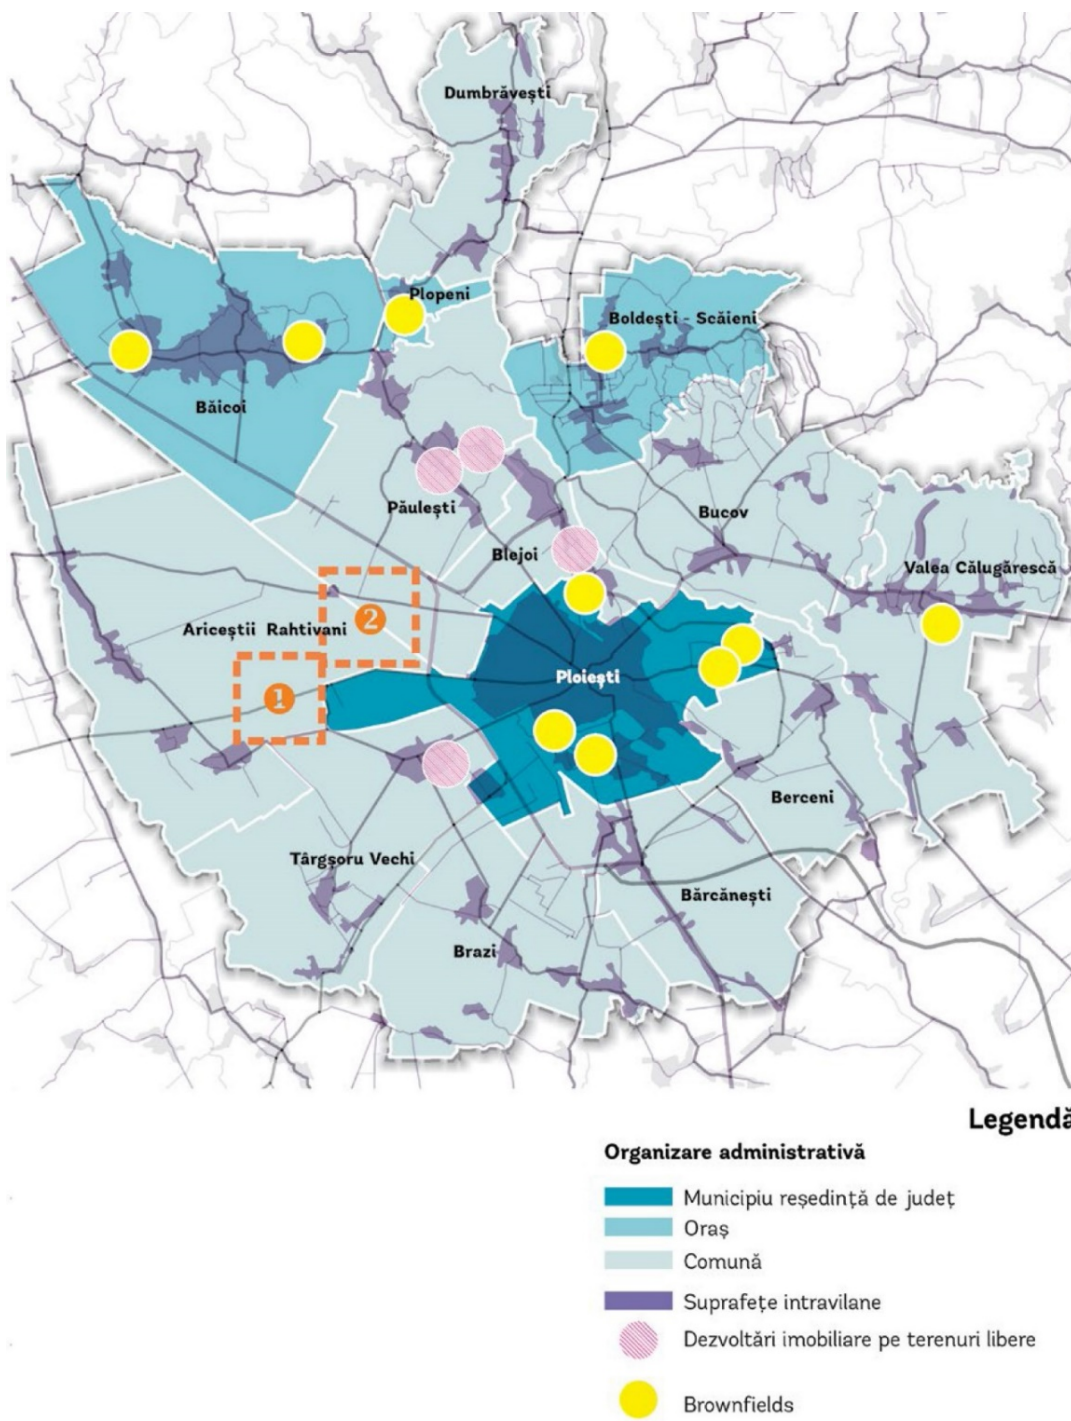 Dumbrăvești
Plopeni
Boldești - Scăieni
Băicoi
Păulești
Bucov
Blejoi
Valea Călugărească
2
Ariceștii Rahtivani
Ploiești
1
Berceni
Târgșoru Vechi
Bărcănești
Brazi
Legendă
Organizare administrativă
Municipiu reședință de județ
Oraș
Comună
Suprafețe intravilane
Dezvoltări imobiliare pe terenuri libere
Brownfields